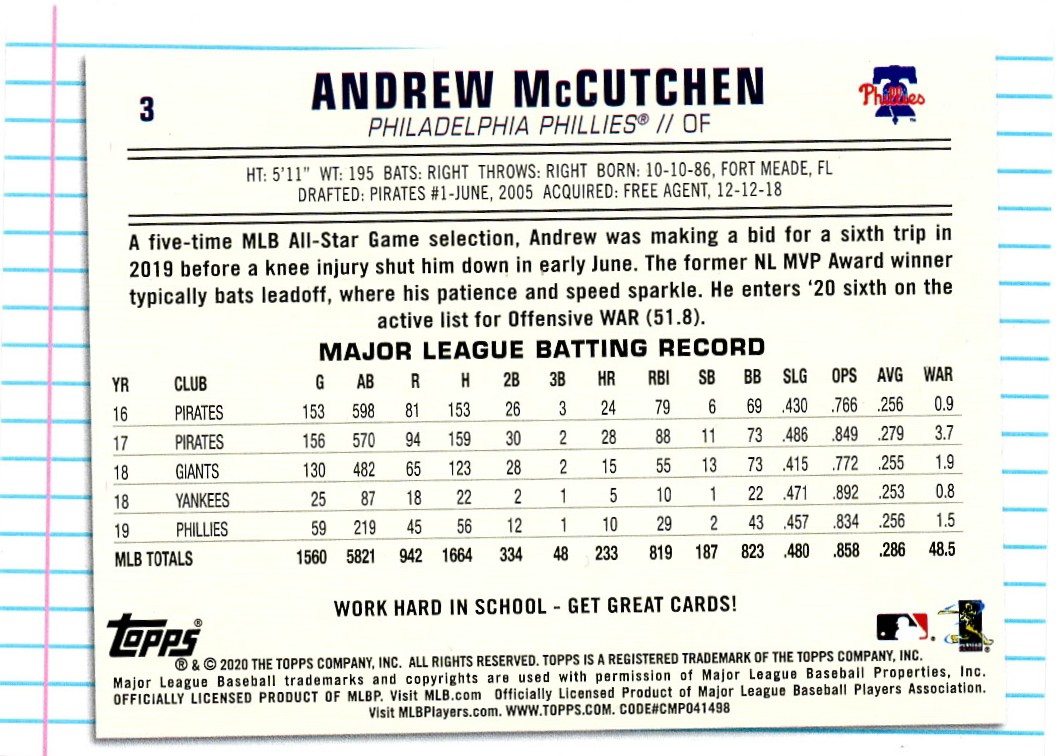 3
ANDREW McCUTCHEN
Phillies
PHILADELPHIA PHILLIES® // OF
HT: 5'11" WT: 195 BATS: RIGHT THROWS: RIGHT BORN: 10-10-86, FORT MEADE, FL
DRAFTED: PIRATES #1-JUNE, 2005 ACQUIRED: FREE AGENT, 12-12-18
A five-time MLB All-Star Game selection, Andrew was making a bid for a sixth trip in
2019 before a knee injury shut him down in early June. The former NL MVP Award winner
typically bats leadoff, where his patience and speed sparkle. He enters ‘20 sixth on the
active list for Offensive WAR (51.8).
MAJOR LEAGUE BATTING RECORD
YR CLUB G AB R H 2B 3B HR RBI SB BB SLG OPS AVG WAR
16 PIRATES 153 598 81 153 26 3 24 79 6 69 .430 .766 .256 0.9
17 PIRATES 156 570 94 159 30 2 28 88 11 73 .486 .849 .279 3.7
18 GIANTS 130 482 65 123 28 2 15 55 13 73 .415 .772 .255 1.9
18 YANKEES 25 87 18 22 2 1 5 10 1 22 .471 .892 .253 0.8
19 PHILLIES 59 219 45 56 12 1 10 29 2 43 .457 .834 .256 1.5
MLB TOTALS 1560 5821 942 1664 334 48 233 819 187 823 .480 .858 .286 48.5
WORK HARD IN SCHOOL - GET GREAT CARDS!
Topps®
® & © 2020 THE TOPPS COMPANY, INC. ALL RIGHTS RESERVED. TOPPS IS A REGISTERED TRADEMARK OF THE TOPPS COMPANY, INC.
Major League Baseball trademarks and copyrights are used with permission of Major League Baseball Properties, Inc.
OFFICIALLY LICENSED PRODUCT OF MLBP. Visit MLB.com Officially Licensed Product of Major League Baseball Players Association.
Visit MLBPlayers.com. WWW.TOPPS.COM. CODE#CMP041498